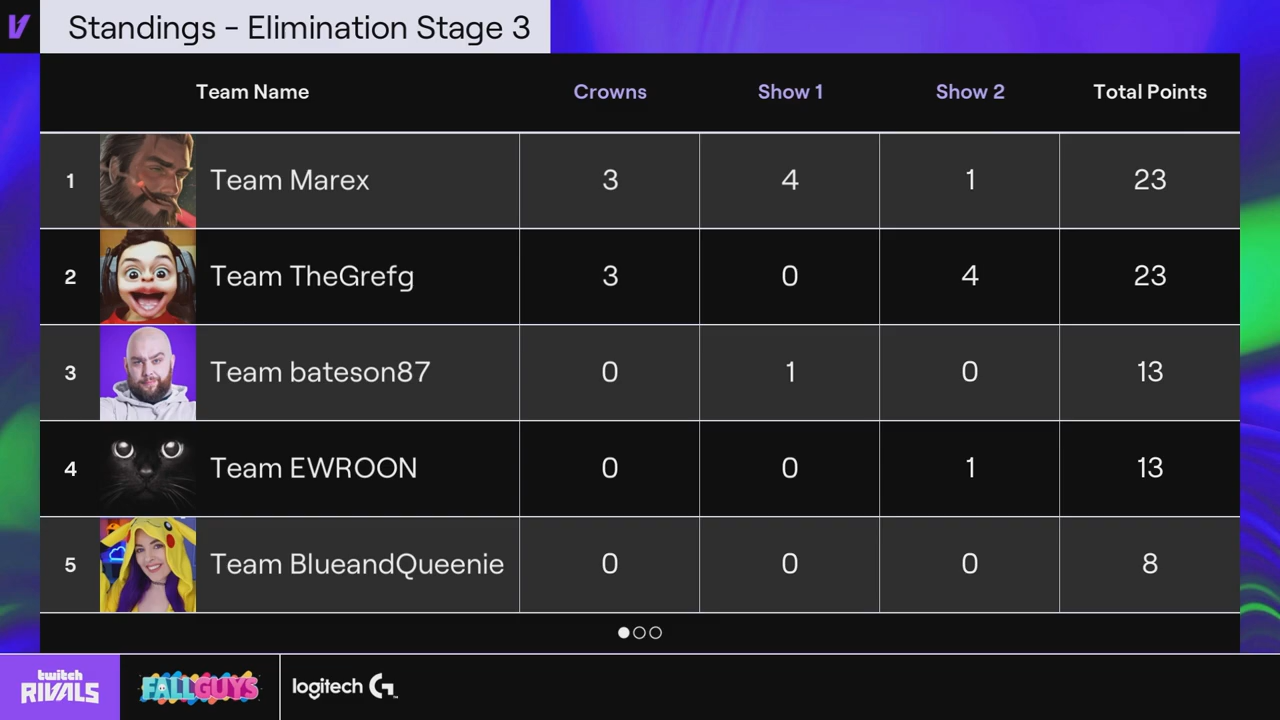 Standings - Elimination Stage 3
Team Name Crowns Show 1 Show 2 Total Points
1 Team Marex 3 4 1 23
2 Team TheGrefg 3 0 4 23
3 Team bateson87 0 1 0 13
4 Team EWROON 0 0 1 13
5 Team BlueandQueenie 0 0 0 8
twitch RIVALS FALL GUYS logitech G